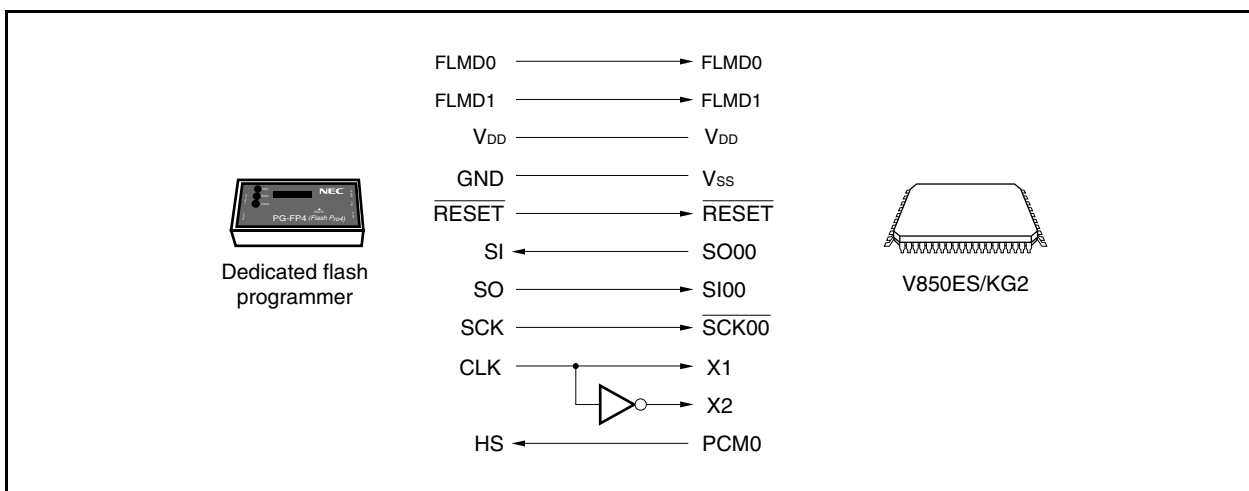 FLMD0 FLMD0
FLMD1 FLMD1
VDD VDD
GND VSS
RESET RESET
SI SO00
SO SI00
SCK SCK00
CLK X1
X2
HS PCM0
NEC
PG-FP4 (Flash Pro4)
Dedicated flash
programmer
V850ES/KG2